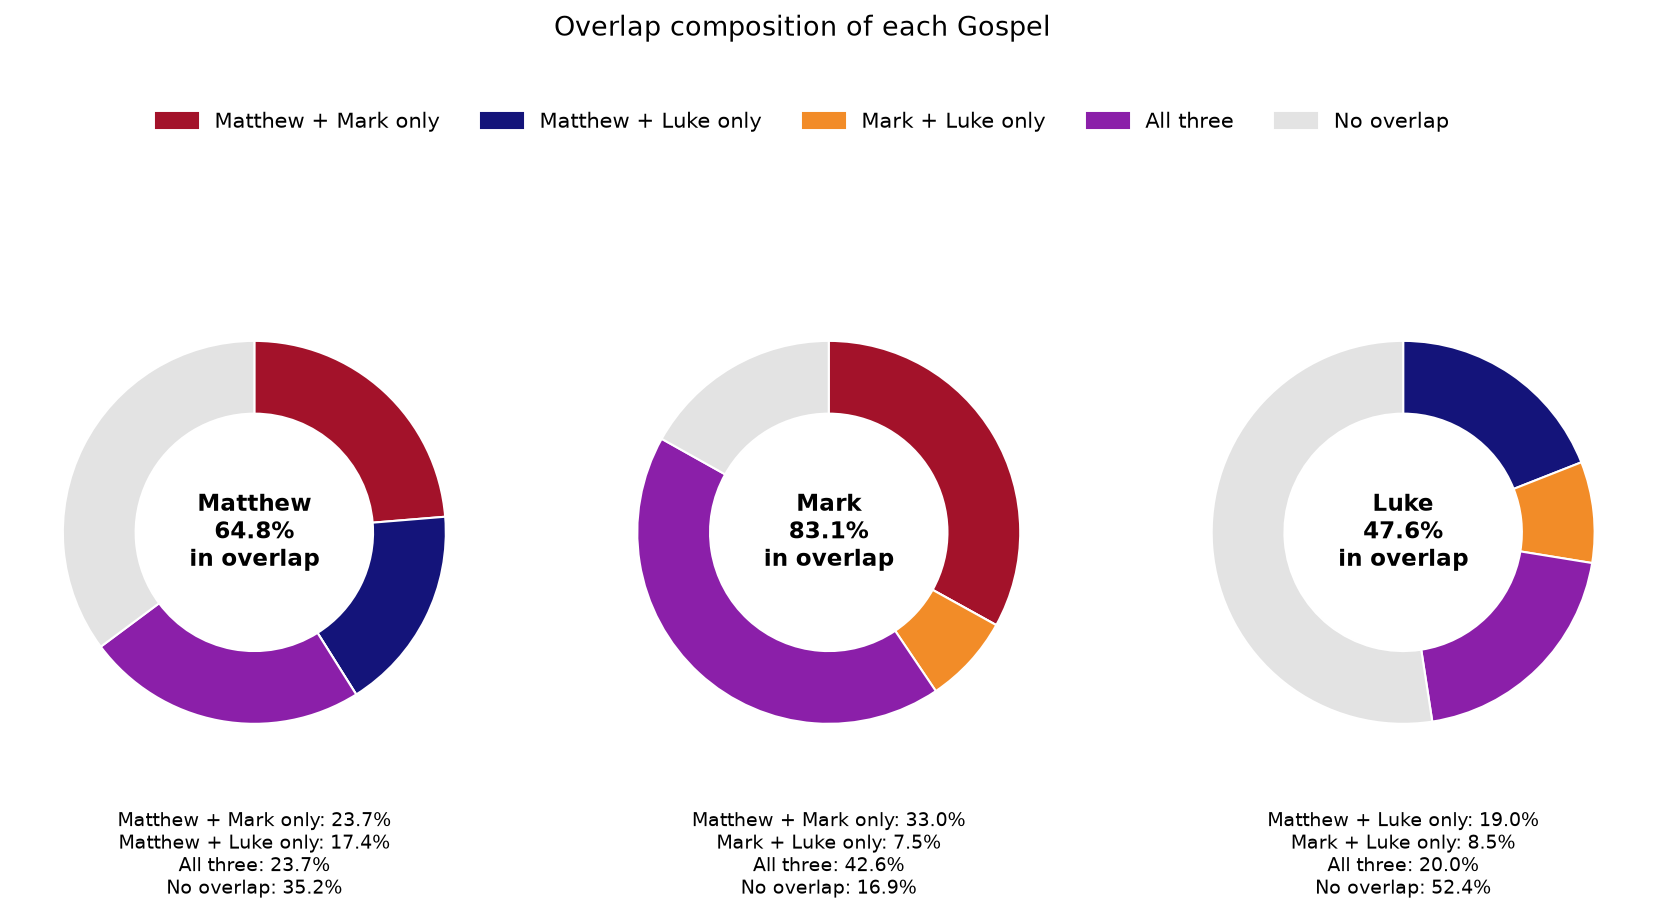 Overlap composition of each Gospel
Matthew + Mark only
Matthew + Luke only
Mark + Luke only
All three
No overlap
Matthew
64.8%
in overlap
Mark
83.1%
in overlap
Luke
47.6%
in overlap
Matthew + Mark only: 23.7%
Matthew + Luke only: 17.4%
All three: 23.7%
No overlap: 35.2%
Matthew + Mark only: 33.0%
Mark + Luke only: 7.5%
All three: 42.6%
No overlap: 16.9%
Matthew + Luke only: 19.0%
Mark + Luke only: 8.5%
All three: 20.0%
No overlap: 52.4%